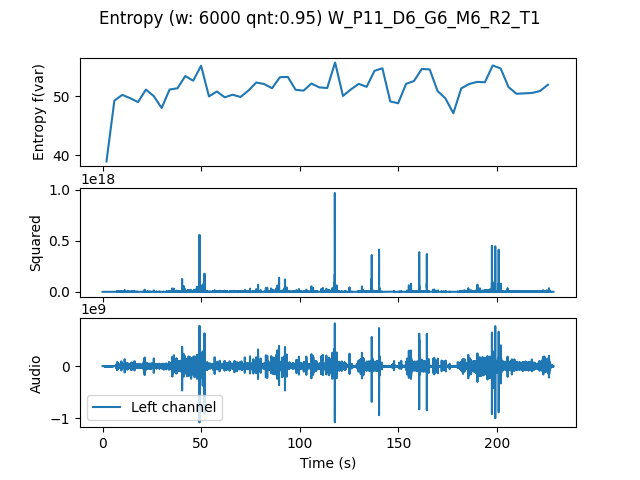 Entropy (w: 6000 qnt:0.95) W_P11_D6_G6_M6_R2_T1
Entropy f(var)
50
40
1e18
Squared
1.0
0.5
0.0
1e9
Audio
0
−1
Left channel
0 50 100 150 200
Time (s)